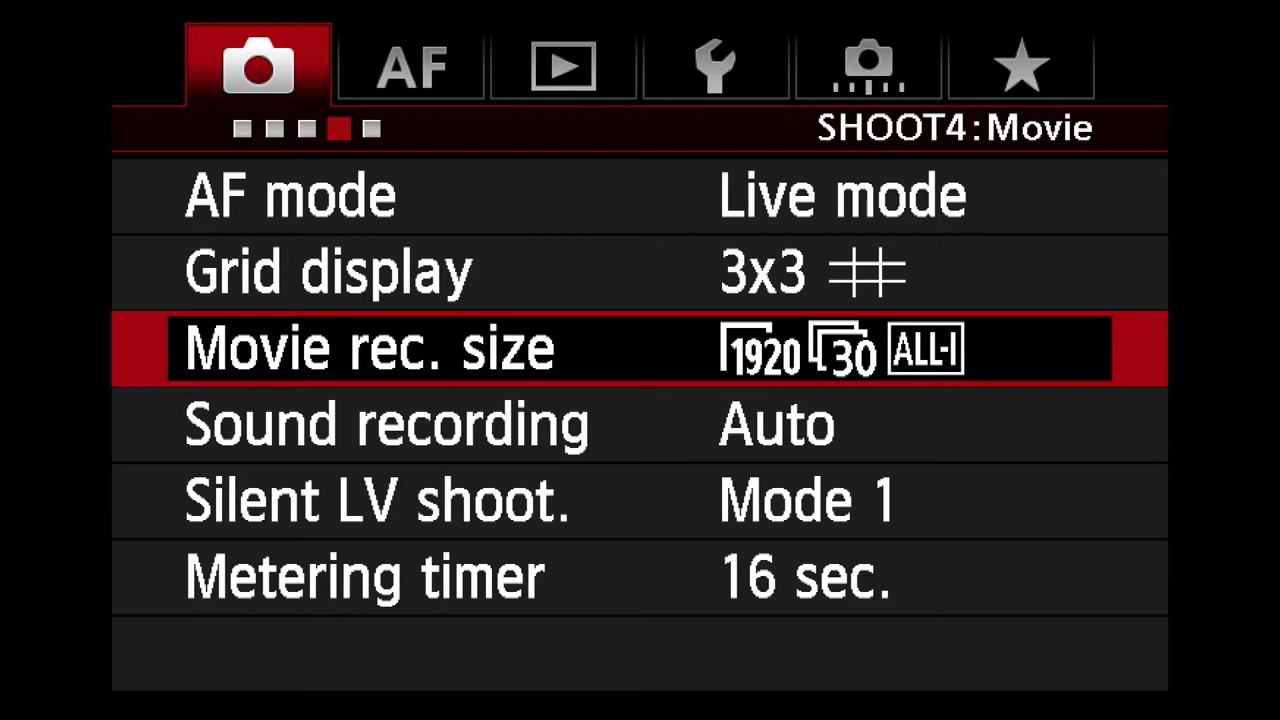 AF
SHOOT4:Movie
AF mode Live mode
Grid display 3x3
Movie rec. size 1920 30 ALL-I
Sound recording Auto
Silent LV shoot. Mode 1
Metering timer 16 sec.